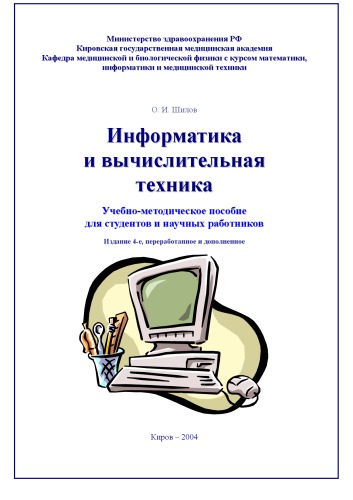 Министерство здравоохранения РФ
Кировская государственная медицинская академия
Кафедра медицинской и биологической физики с курсом математики,
информатики и медицинской техники
О. И. Шилов
Информатика
и вычислительная
техника
Учебно-методическое пособие
для студентов и научных работников
Издание 4-е, переработанное и дополненное
Киров – 2004